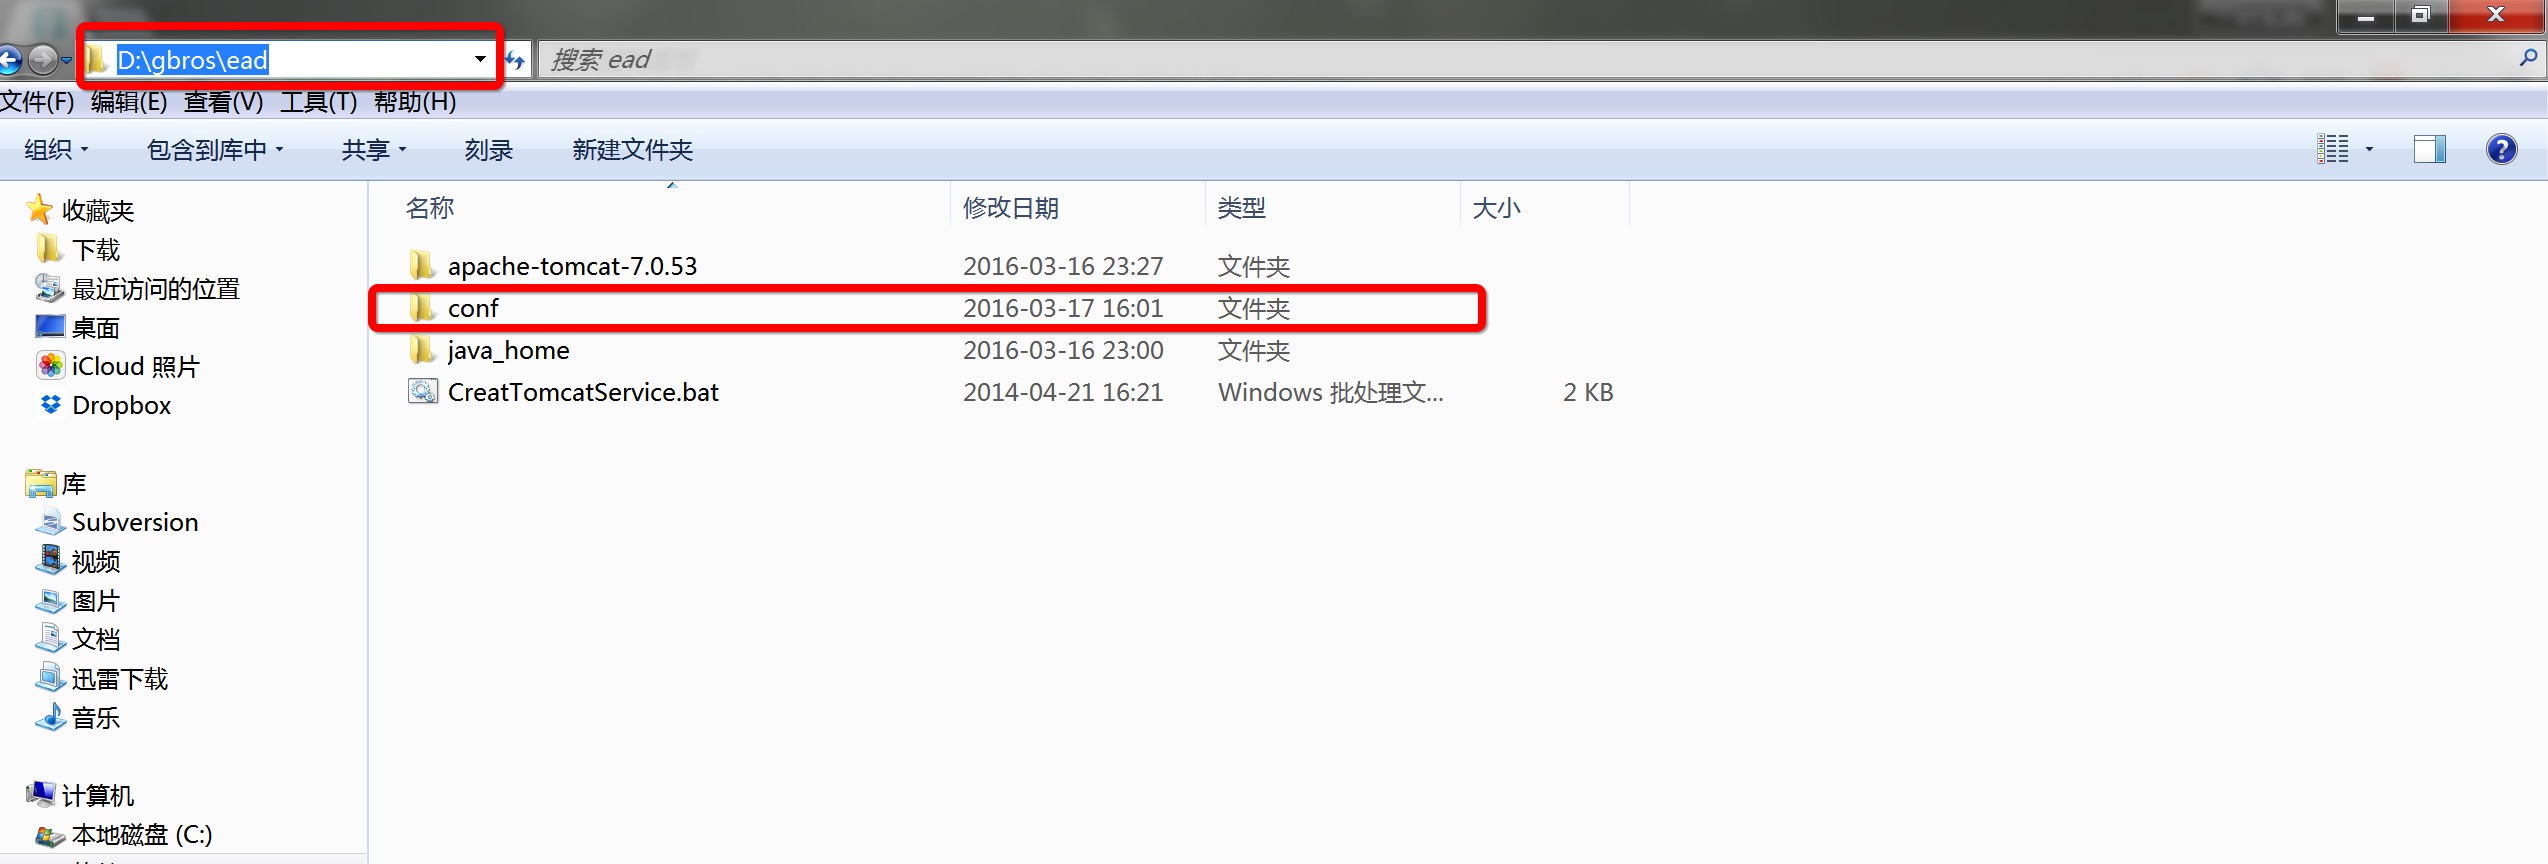 D:\gbros\ead
搜索 ead
文件(F) 编辑(E) 查看(V) 工具(T) 帮助(H)
组织 包含到库中 共享 刻录 新建文件夹
收藏夹
下载
最近访问的位置
桌面
iCloud 照片
Dropbox
库
Subversion
视频
图片
文档
迅雷下载
音乐
计算机
本地磁盘 (C:)
名称 修改日期 类型 大小
apache-tomcat-7.0.53 2016-03-16 23:27 文件夹
conf 2016-03-17 16:01 文件夹
java_home 2016-03-16 23:00 文件夹
CreatTomcatService.bat 2014-04-21 16:21 Windows 批处理文... 2 KB